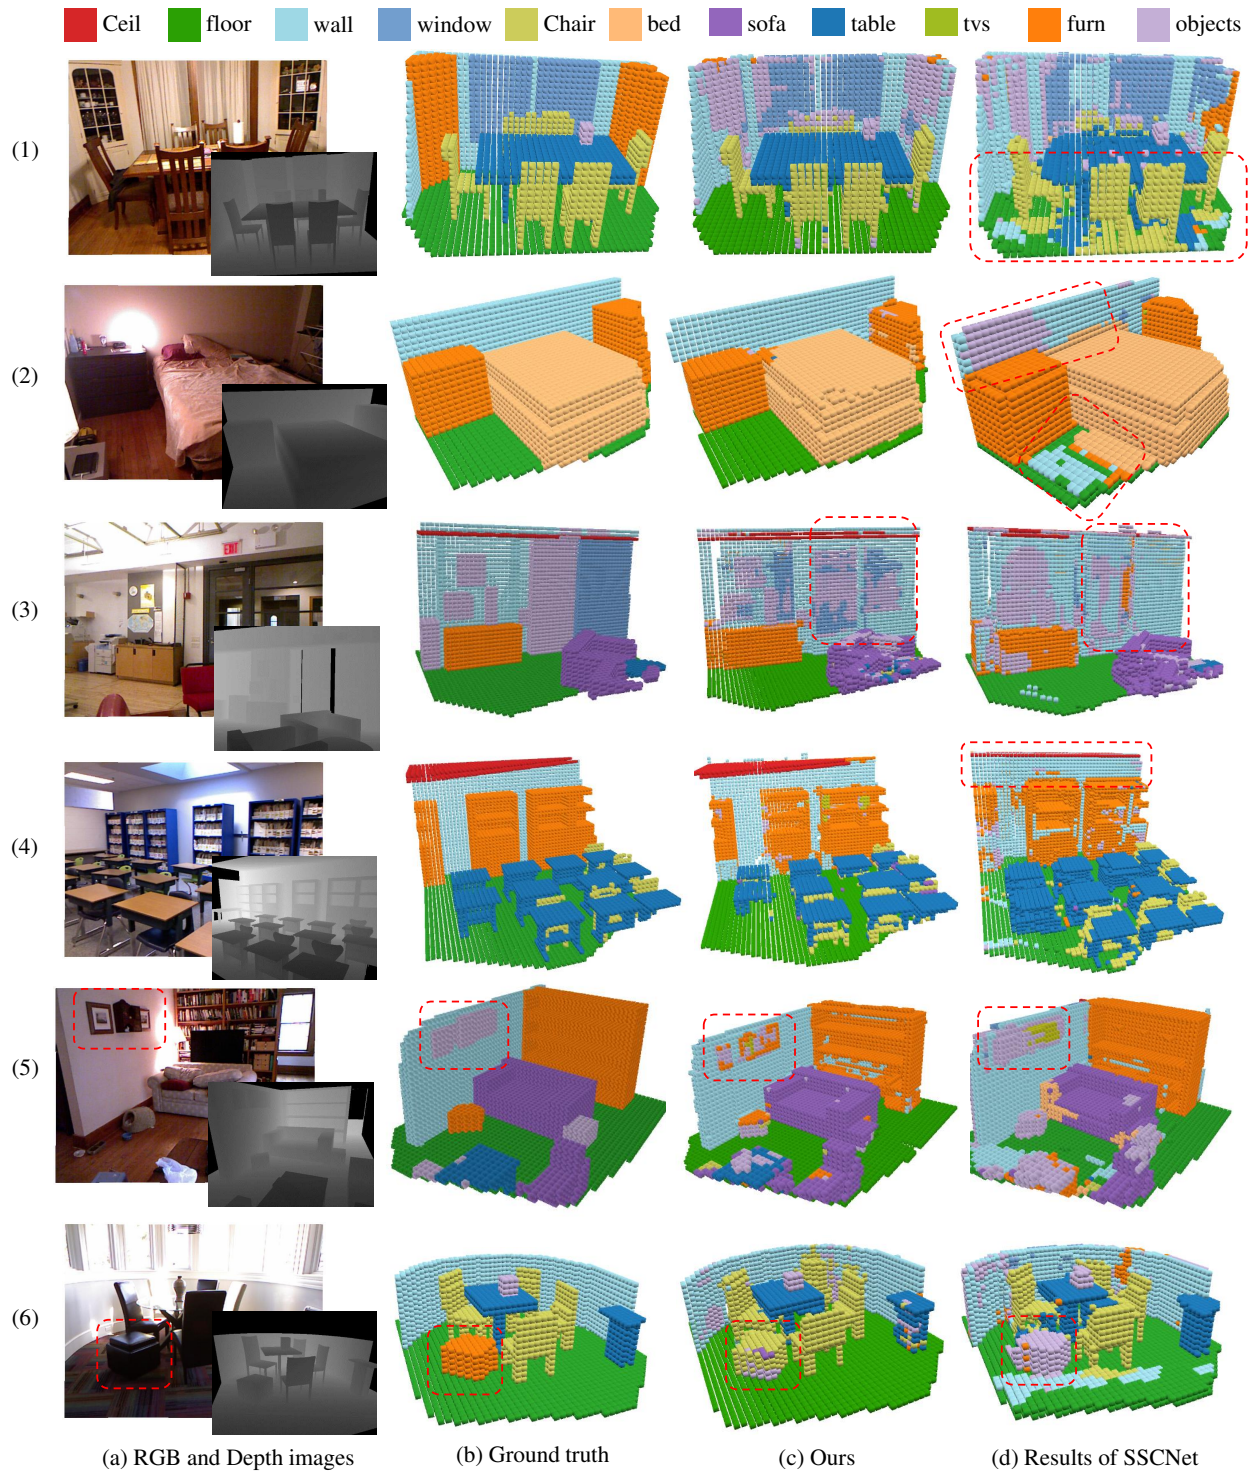 Ceil floor wall window Chair bed sofa table tvs furn objects
(1)
(2)
EXIT
(3)
(4)
(5)
(6)
(a) RGB and Depth images (b) Ground truth (c) Ours (d) Results of SSCNet